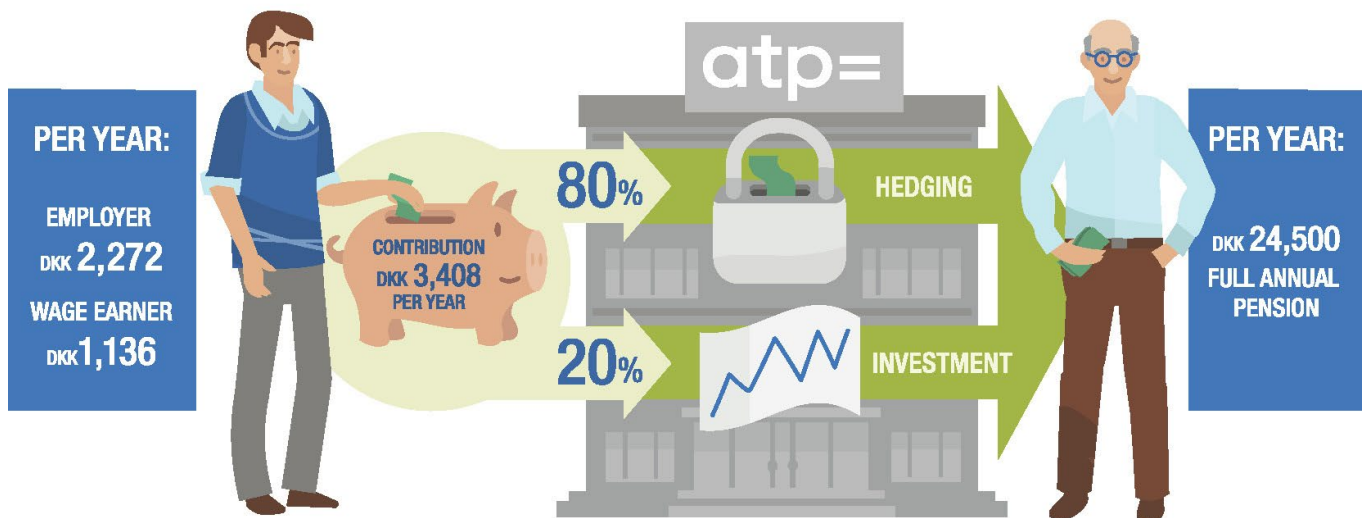 PER YEAR:
EMPLOYER
DKK 2,272
WAGE EARNER
DKK 1,136
CONTRIBUTION
DKK 3,408
PER YEAR
80%
20%
atp=
HEDGING
INVESTMENT
PER YEAR:
DKK 24,500
FULL ANNUAL
PENSION